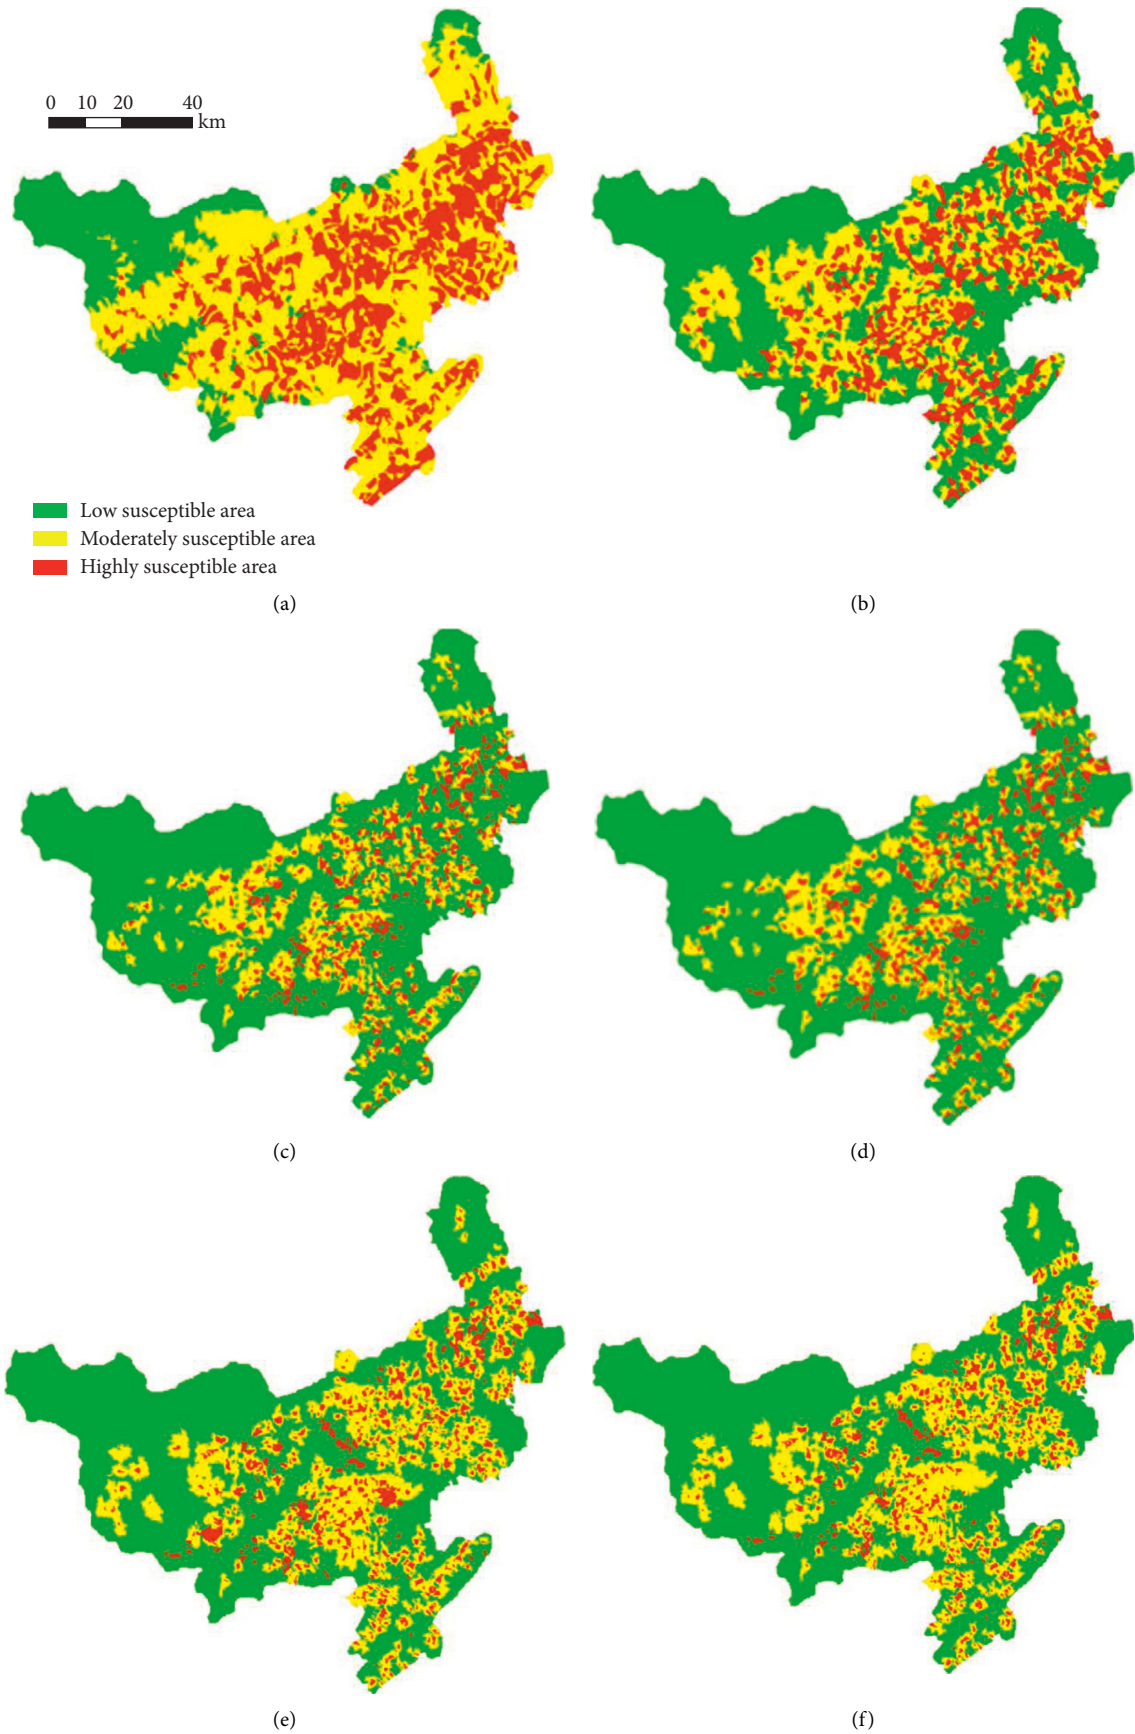 0 10 20 40
km
Low susceptible area
Moderately susceptible area
Highly susceptible area
(a)
(b)
(c)
(d)
(e)
(f)